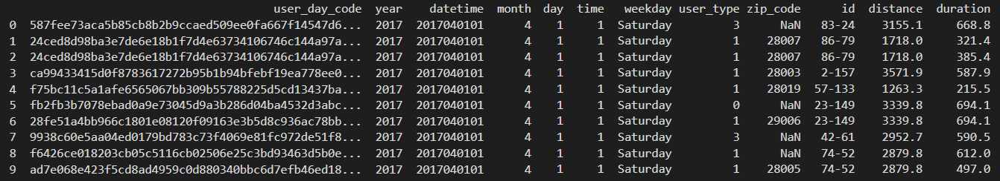 user_day_code year datetime month day time weekday user_type zip_code id distance duration
0 587fee73aca5b85cb8b2b9ccaed509ee0fa667f14547d6... 2017 2017040101 4 1 1 Saturday 3 NaN 83-24 3155.1 668.8
1 24ced8d98ba3e7de6e18b1f7d4e63734106746c144a97a... 2017 2017040101 4 1 1 Saturday 1 28007 86-79 1718.0 321.4
2 24ced8d98ba3e7de6e18b1f7d4e63734106746c144a97a... 2017 2017040101 4 1 1 Saturday 1 28007 86-79 1718.0 385.4
3 ca99433415d0f8783617272b95b1b94bfebf19ea778ee0... 2017 2017040101 4 1 1 Saturday 1 28003 2-157 3571.9 587.9
4 f75bc11c5a1afe6565067bb309b55788225d5cd13437ba... 2017 2017040101 4 1 1 Saturday 1 28019 57-133 1263.3 215.5
5 fb2fb3b7078ebad0a9e73045d9a3b286d04ba4532d3abc... 2017 2017040101 4 1 1 Saturday 0 NaN 23-149 3339.8 694.1
6 28fe51a4bb966c1801e08120f09163e3b5d8c936ac78bb... 2017 2017040101 4 1 1 Saturday 1 29006 23-149 3339.8 694.1
7 9938c60e5aa04ed0179bd783c73f4069e81fc972de51f8... 2017 2017040101 4 1 1 Saturday 3 NaN 42-61 2952.7 590.5
8 f6426ce018203cb05c5116cb02506e25c3bd93463d5b0e... 2017 2017040101 4 1 1 Saturday 1 NaN 74-52 2879.8 612.0
9 ad7e068e423f5cd8ad4959c0d880340bbc6d7efb46ed18... 2017 2017040101 4 1 1 Saturday 1 28005 74-52 2879.8 497.0